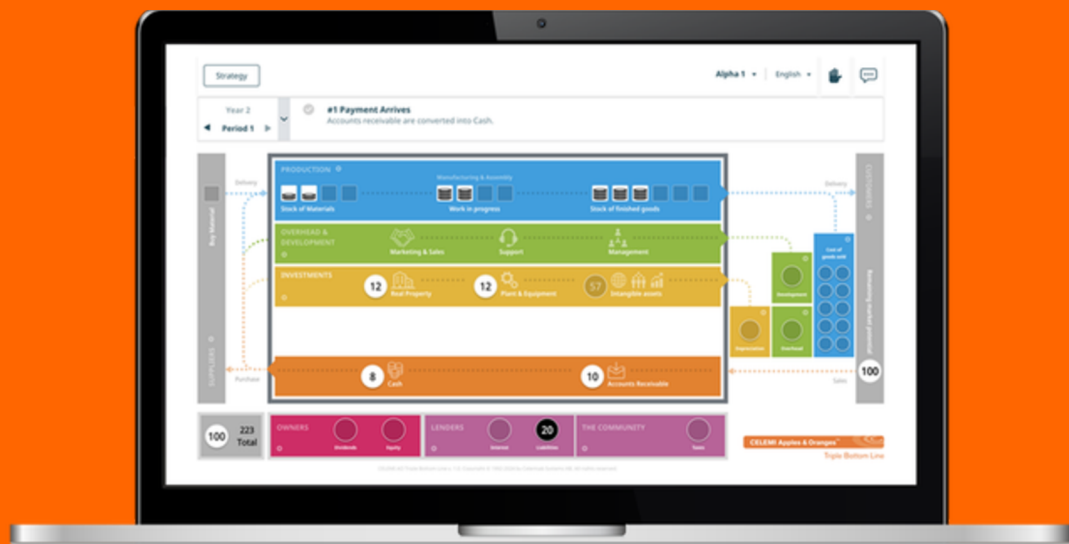 Strategy
Alpha 1
English
Year 2
Period 1
#1 Payment Arrives
Accounts receivable are converted into Cash.
PRODUCTION
Manufacturing & Assembly
Stock of Materials
Work in progress
Stock of finished goods
Delivery
Buy Material
SUPPLIERS
Purchase
OVERHEAD &
DEVELOPMENT
Marketing & Sales
Support
Management
INVESTMENTS
12
Real Property
12
Plant & Equipment
57
Intangible assets
8
Cash
10
Accounts Receivable
Delivery
CUSTOMERS
Remaining market potential
100
Sales
Cost of
goods sold
Development
Depreciation
Overhead
100
223
Total
OWNERS
Dividends
Equity
LENDERS
Interest
20
Liabilities
THE COMMUNITY
Taxes
CELEMI Apples & Oranges™
Triple Bottom Line